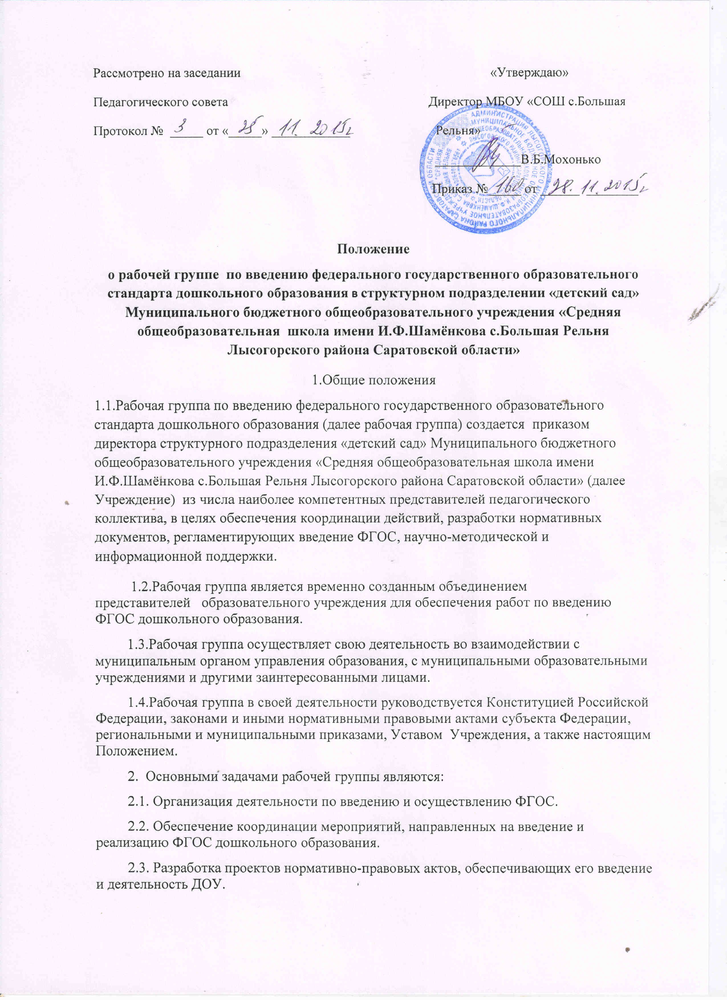 Рассмотрено на заседании
Педагогического совета
Протокол № 3 от « 25 » 11. 2015г
«Утверждаю»
Директор МБОУ «СОШ с.Большая
Рельня»
В.Б.Мохонько
Приказ № 160 от 28. 11. 2015г
Положение
о рабочей группе по введению федерального государственного образовательного
стандарта дошкольного образования в структурном подразделении «детский сад»
Муниципального бюджетного общеобразовательного учреждения «Средняя
общеобразовательная школа имени И.Ф.Шамёнкова с.Большая Рельня
Лысогорского района Саратовской области»
1.Общие положения
1.1.Рабочая группа по введению федерального государственного образовательного
стандарта дошкольного образования (далее рабочая группа) создается приказом
директора структурного подразделения «детский сад» Муниципального бюджетного
общеобразовательного учреждения «Средняя общеобразовательная школа имени
И.Ф.Шамёнкова с.Большая Рельня Лысогорского района Саратовской области» (далее
Учреждение) из числа наиболее компетентных представителей педагогического
коллектива, в целях обеспечения координации действий, разработки нормативных
документов, регламентирующих введение ФГОС, научно-методической и
информационной поддержки.
1.2.Рабочая группа является временно созданным объединением
представителей образовательного учреждения для обеспечения работ по введению
ФГОС дошкольного образования.
1.3.Рабочая группа осуществляет свою деятельность во взаимодействии с
муниципальным органом управления образования, с муниципальными образовательными
учреждениями и другими заинтересованными лицами.
1.4.Рабочая группа в своей деятельности руководствуется Конституцией Российской
Федерации, законами и иными нормативными правовыми актами субъекта Федерации,
региональными и муниципальными приказами, Уставом Учреждения, а также настоящим
Положением.
2. Основными задачами рабочей группы являются:
2.1. Организация деятельности по введению и осуществлению ФГОС.
2.2. Обеспечение координации мероприятий, направленных на введение и
реализацию ФГОС дошкольного образования.
2.3. Разработка проектов нормативно-правовых актов, обеспечивающих его введение
и деятельность ДОУ.